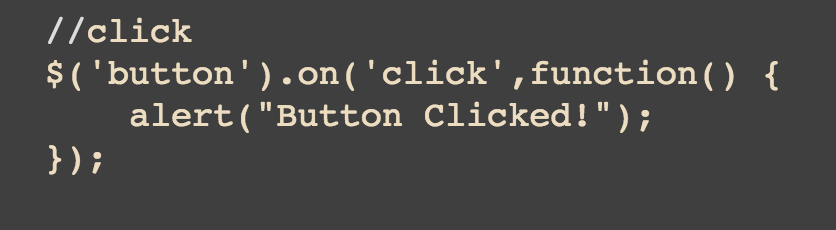 //click
$('button').on('click',function() {
    alert("Button Clicked!");
});